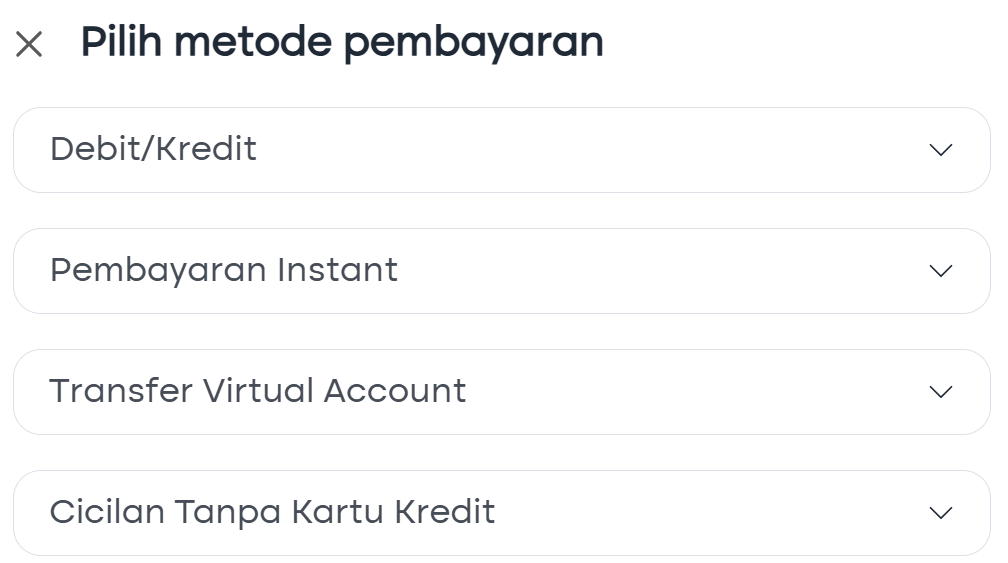 Pilih metode pembayaran
Debit/Kredit
Pembayaran Instant
Transfer Virtual Account
Cicilan Tanpa Kartu Kredit